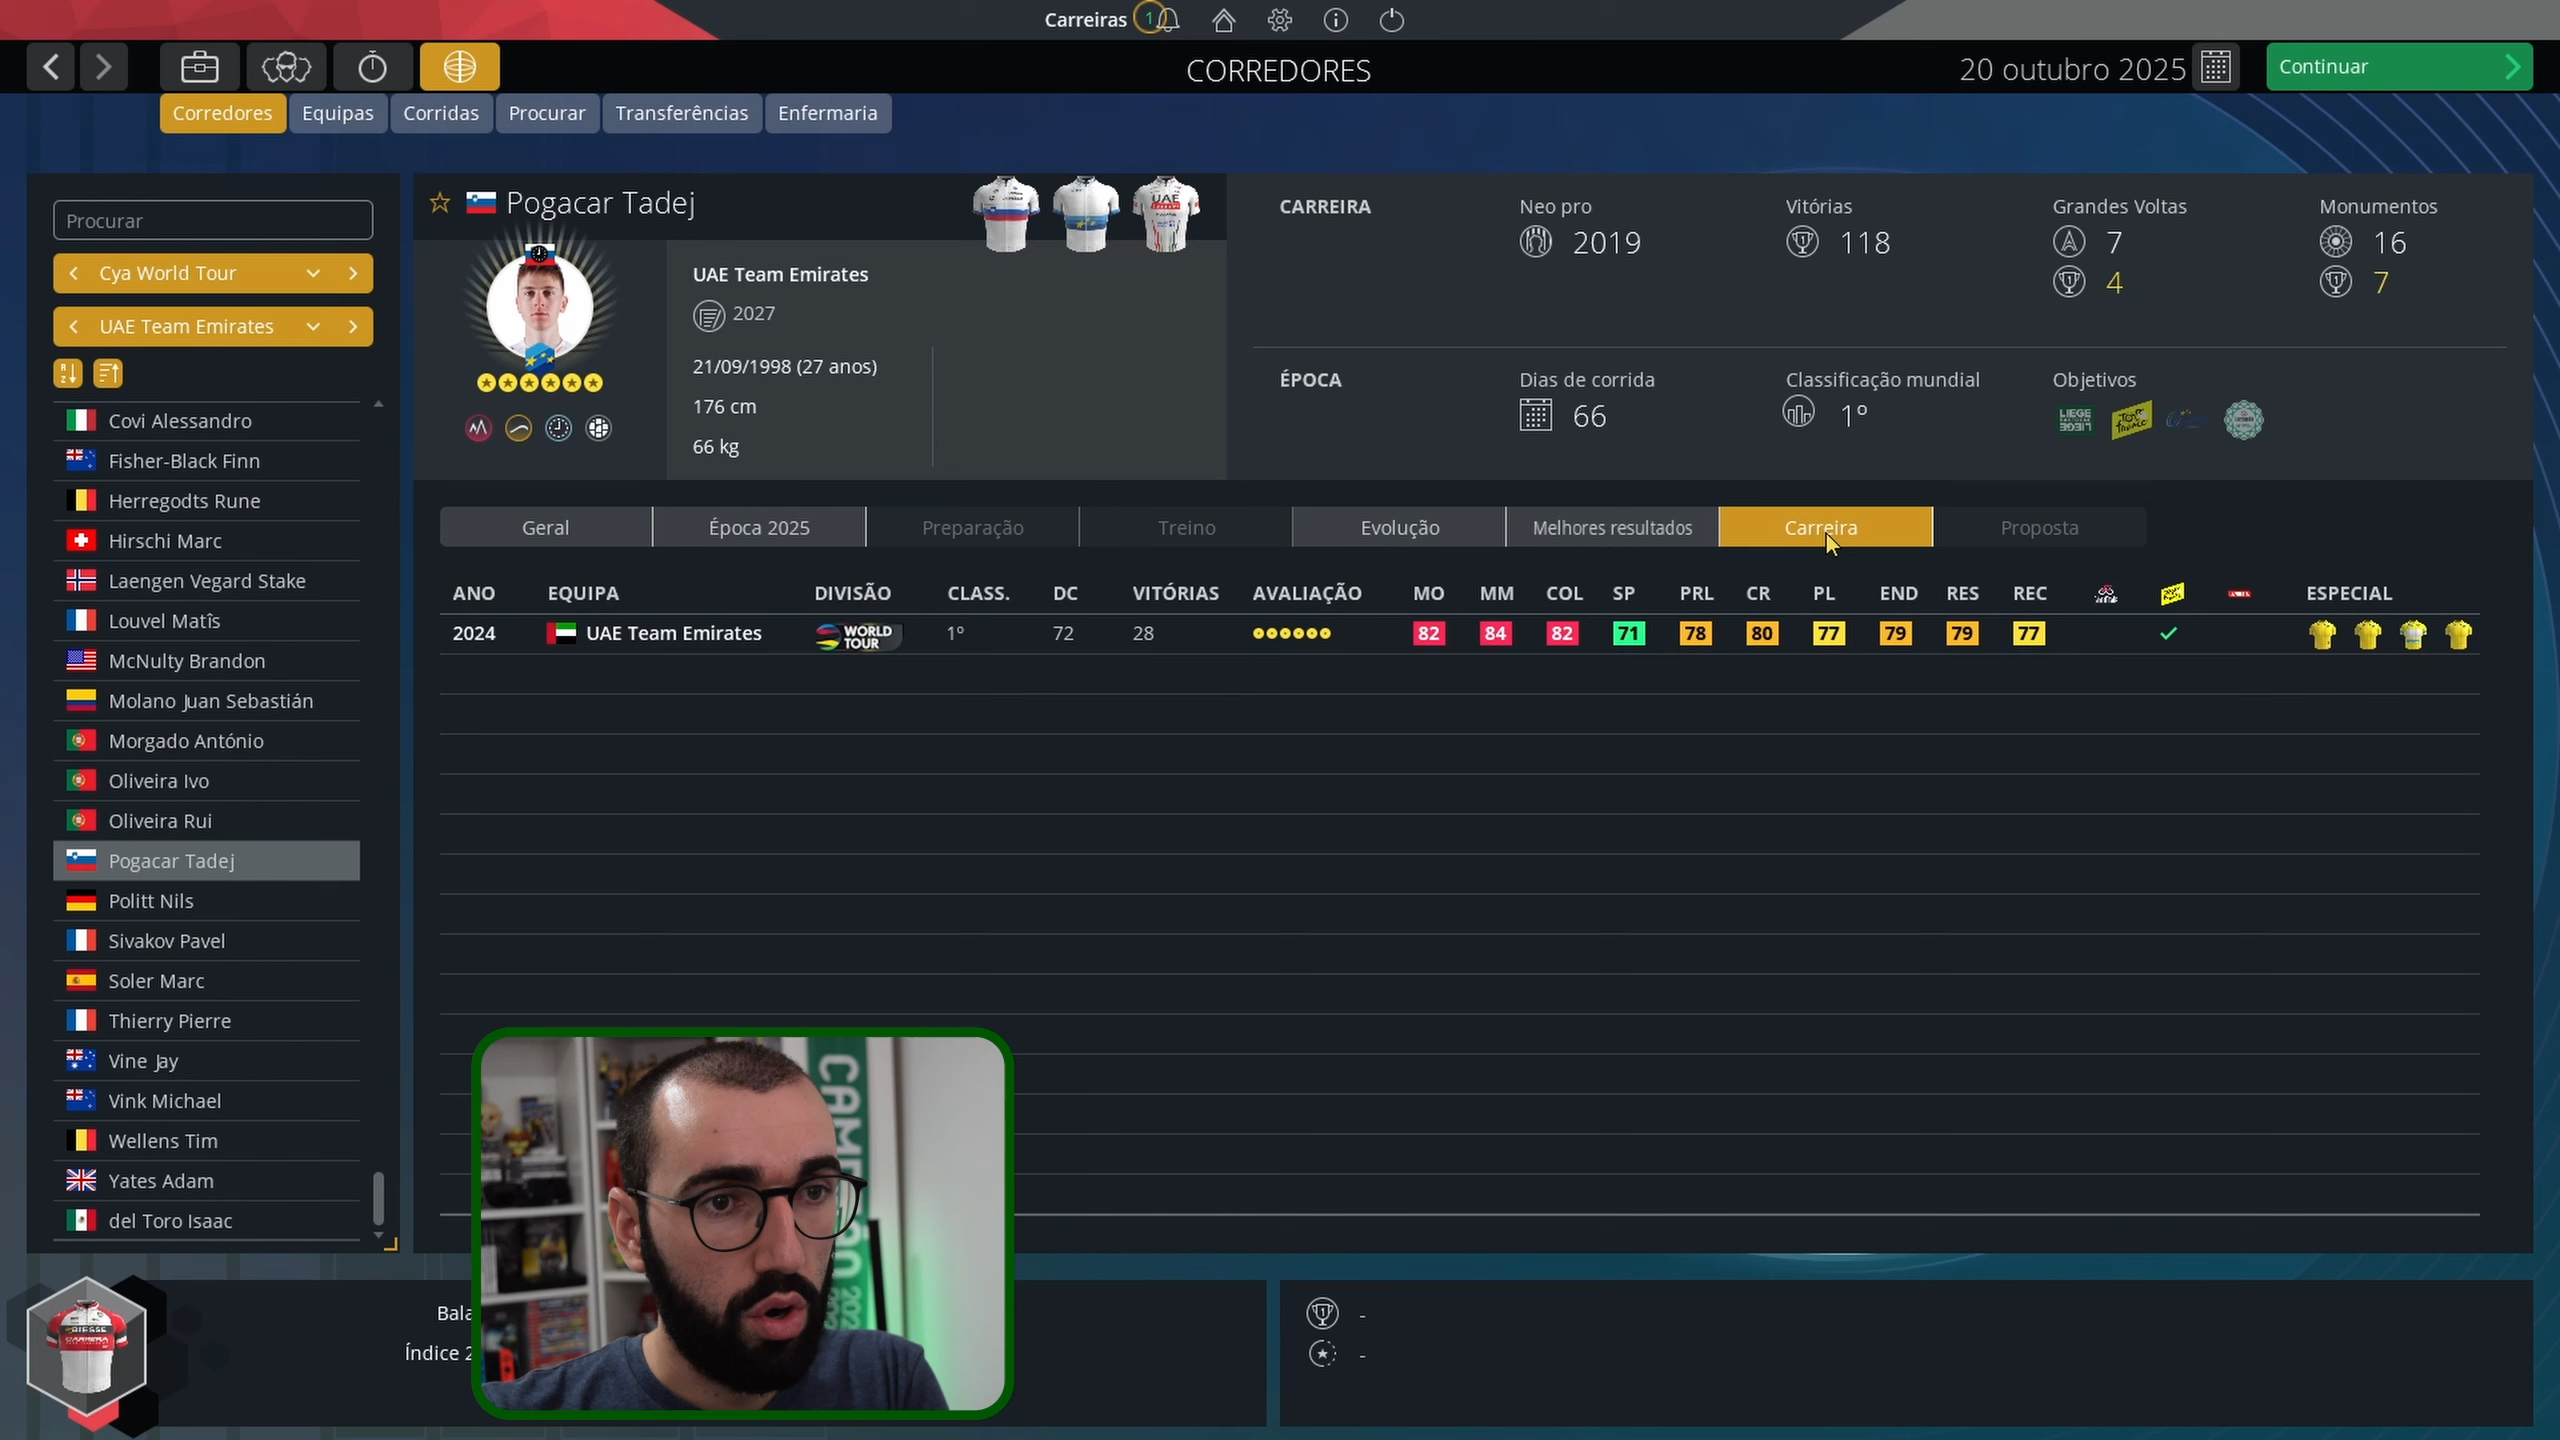 Carreiras 1
CORREDORES
20 outubro 2025
Continuar
Corredores Equipas Corridas Procurar Transferências Enfermaria
Procurar
Cya World Tour
UAE Team Emirates
Covi Alessandro
Fisher-Black Finn
Herregodts Rune
Hirschi Marc
Laengen Vegard Stake
Louvel Matîs
McNulty Brandon
Molano Juan Sebastián
Morgado António
Oliveira Ivo
Oliveira Rui
Pogacar Tadej
Politt Nils
Sivakov Pavel
Soler Marc
Thierry Pierre
Vine Jay
Vink Michael
Wellens Tim
Yates Adam
del Toro Isaac
Pogacar Tadej
UAE Team Emirates
2027
21/09/1998 (27 anos)
176 cm
66 kg
CARREIRA
Neo pro
2019
Vitórias
118
Grandes Voltas
7
4
Monumentos
16
7
ÉPOCA
Dias de corrida
66
Classificação mundial
1º
Objetivos
Geral Época 2025 Preparação Treino Evolução Melhores resultados Carreira Proposta
ANO EQUIPA DIVISÃO CLASS. DC VITÓRIAS AVALIAÇÃO MO MM COL SP PRL CR PL END RES REC ESPECIAL
2024 UAE Team Emirates WORLD TOUR 1º 72 28 82 84 82 71 78 80 77 79 79 77
Bala
Índice 2
-
-